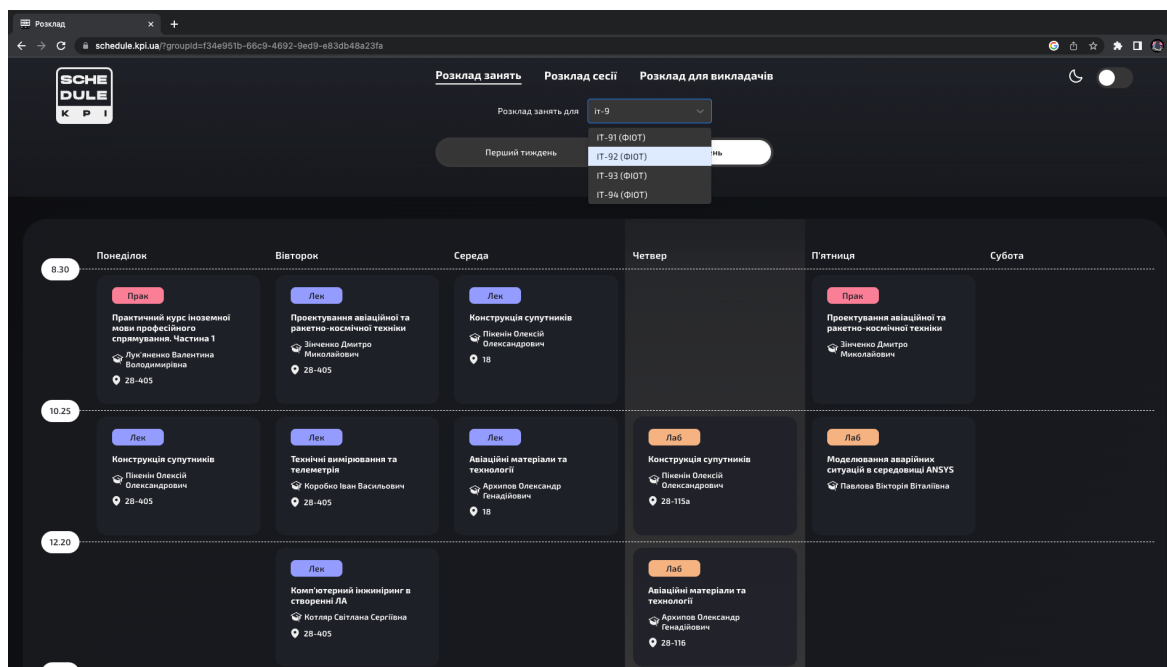 Розклад
schedule.kpi.ua/?groupId=f34e951b-66c9-4692-9ed9-e83db48a23fa
SCHE
DULE
K P I
Розклад занять
Розклад сесії
Розклад для викладачів
Розклад занять для
іт-9
ІТ-91 (ФІОТ)
ІТ-92 (ФІОТ)
ІТ-93 (ФІОТ)
ІТ-94 (ФІОТ)
Перший тиждень
нь
Понеділок
Вівторок
Середа
Четвер
П'ятниця
Субота
8.30
Прак
Практичний курс іноземної
мови професійного
спрямування. Частина 1
Лук'яненко Валентина
Володимирівна
28-405
Лек
Проектування авіаційної та
ракетно-космічної техніки
Зінченко Дмитро
Миколайович
28-405
Лек
Конструкція супутників
Пікенін Олексій
Олександрович
18
Прак
Проектування авіаційної та
ракетно-космічної техніки
Зінченко Дмитро
Миколайович
10.25
Лек
Конструкція супутників
Пікенін Олексій
Олександрович
28-405
Лек
Технічні вимірювання та
телеметрія
Коробко Іван Васильович
28-405
Лек
Авіаційні матеріали та
технології
Архипов Олександр
Генадійович
18
Лаб
Конструкція супутників
Пікенін Олексій
Олександрович
28-115а
Лаб
Моделювання аварійних
ситуацій в середовищі ANSYS
Павлова Вікторія Віталіївна
12.20
Лек
Комп'ютерний інжиніринг в
створенні ЛА
Котляр Світлана Сергіївна
28-405
Лаб
Авіаційні матеріали та
технології
Архипов Олександр
Генадійович
28-116